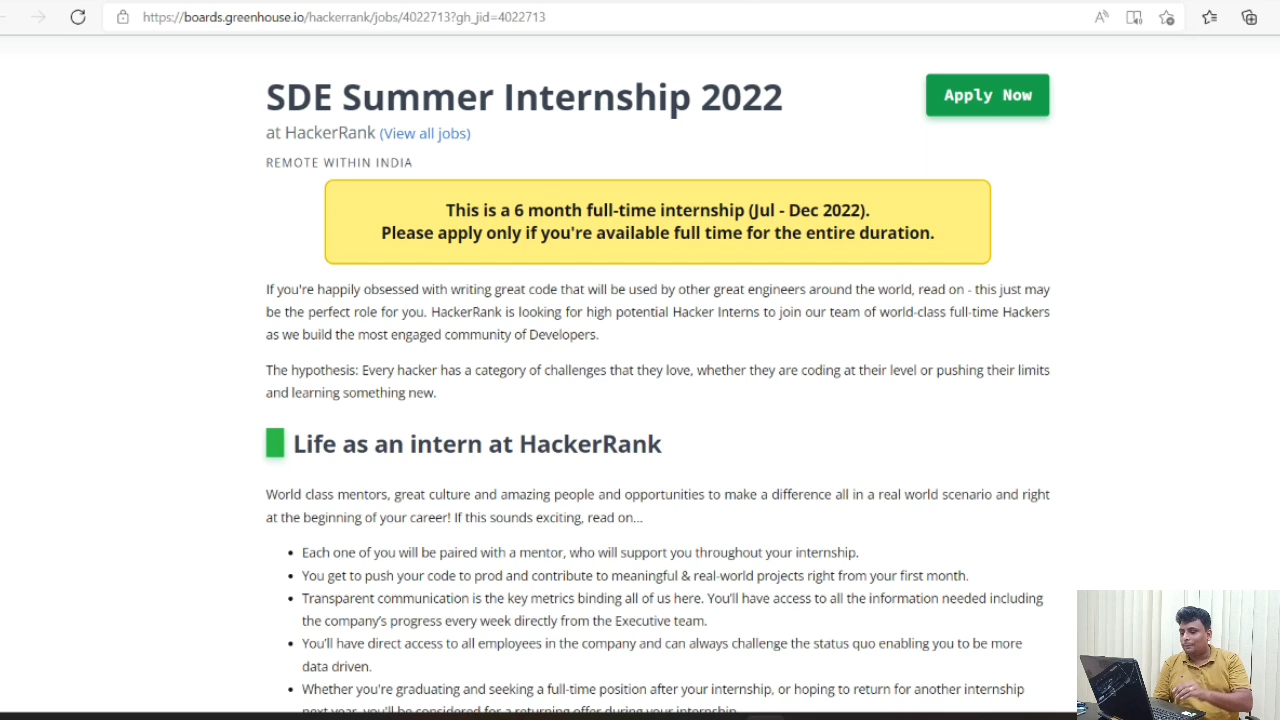 https://boards.greenhouse.io/hackerrank/jobs/4022713?gh_jid=4022713
SDE Summer Internship 2022
Apply Now
at HackerRank (View all jobs)
REMOTE WITHIN INDIA
This is a 6 month full-time internship (Jul - Dec 2022).
Please apply only if you're available full time for the entire duration.
If you're happily obsessed with writing great code that will be used by other great engineers around the world, read on - this just may
be the perfect role for you. HackerRank is looking for high potential Hacker Interns to join our team of world-class full-time Hackers
as we build the most engaged community of Developers.
The hypothesis: Every hacker has a category of challenges that they love, whether they are coding at their level or pushing their limits
and learning something new.
Life as an intern at HackerRank
World class mentors, great culture and amazing people and opportunities to make a difference all in a real world scenario and right
at the beginning of your career! If this sounds exciting, read on...
• Each one of you will be paired with a mentor, who will support you throughout your internship.
• You get to push your code to prod and contribute to meaningful & real-world projects right from your first month.
• Transparent communication is the key metrics binding all of us here. You'll have access to all the information needed including
the company's progress every week directly from the Executive team.
• You'll have direct access to all employees in the company and can always challenge the status quo enabling you to be more
data driven.
• Whether you're graduating and seeking a full-time position after your internship, or hoping to return for another internship
next year, you'll be considered for a returning offer during your internship.